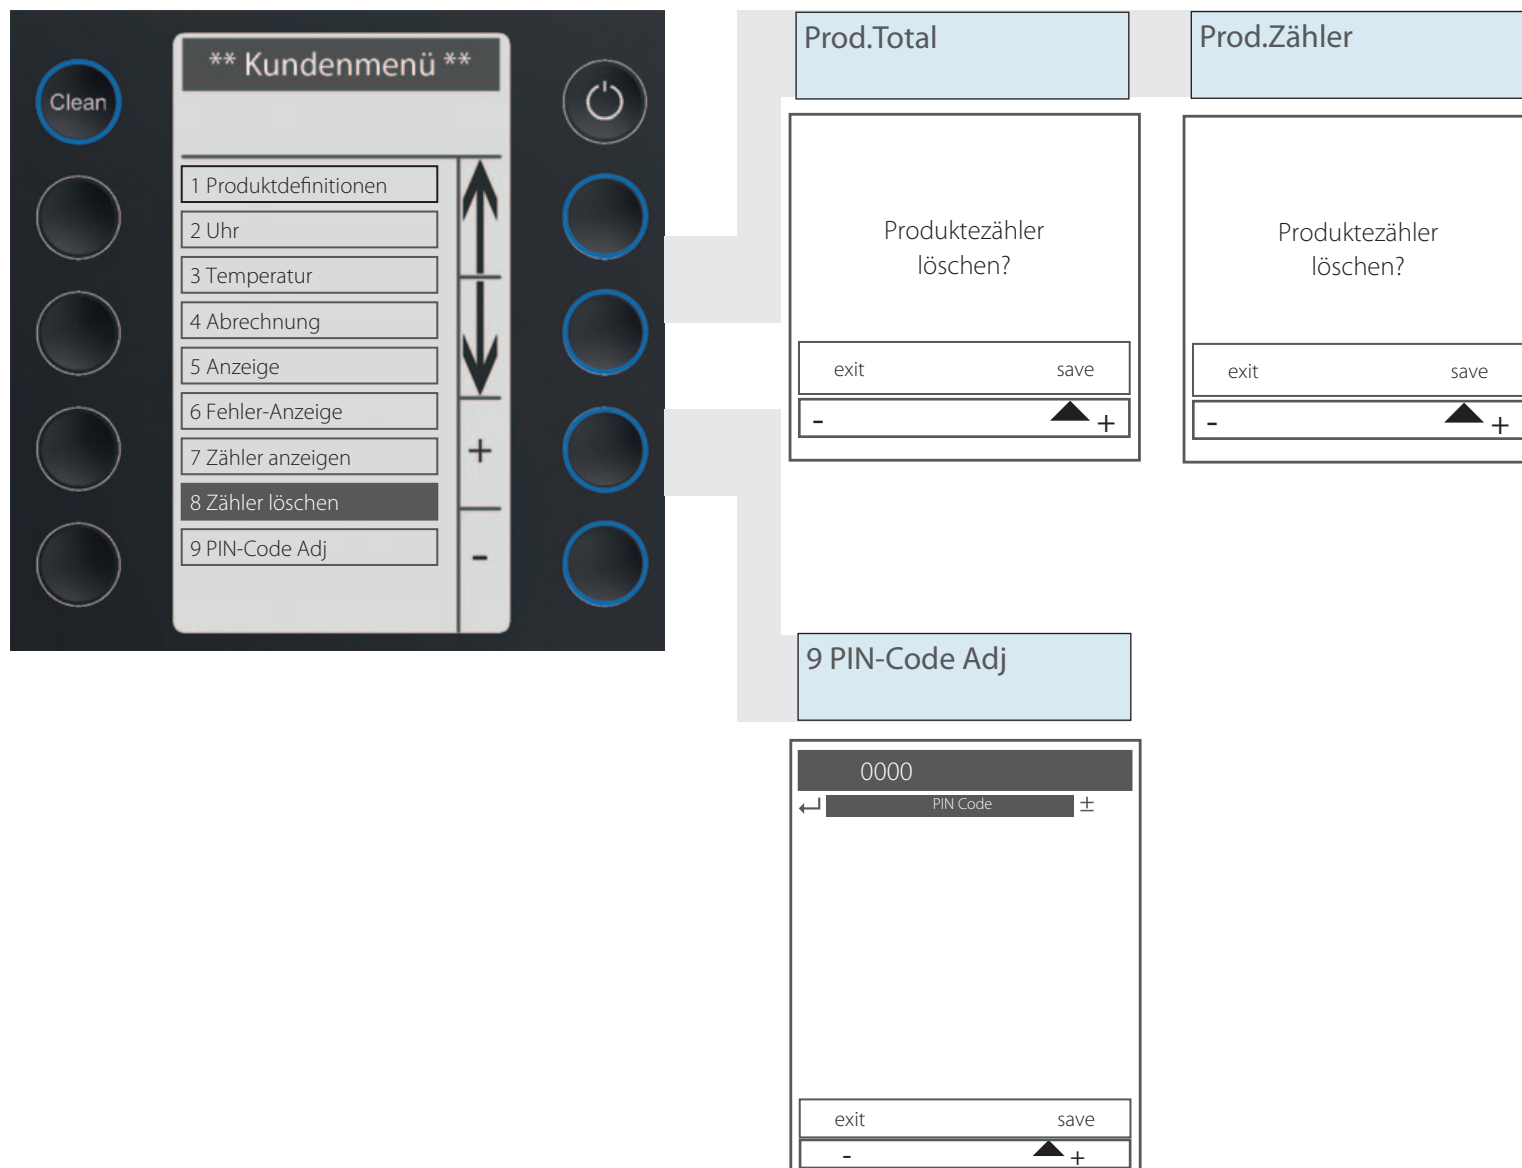 Clean
** Kundenmenü **
1 Produktdefinitionen
2 Uhr
3 Temperatur
4 Abrechnung
5 Anzeige
6 Fehler-Anzeige
7 Zähler anzeigen
8 Zähler löschen
9 PIN-Code Adj
+
-
Prod.Total
Produktezähler
löschen?
exit save
- +
Prod.Zähler
Produktezähler
löschen?
exit save
- +
9 PIN-Code Adj
0000
PIN Code ±
exit save
- +